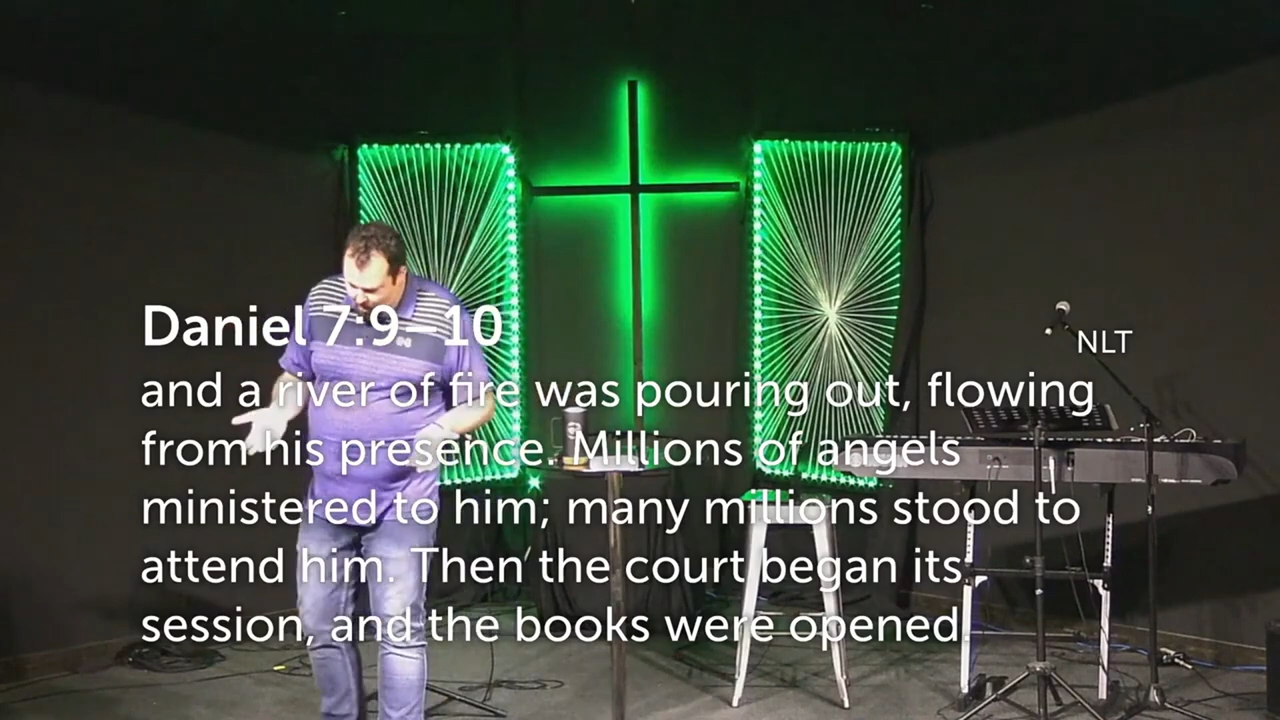 Daniel 7:9–10
NLT
and a river of fire was pouring out, flowing
from his presence. Millions of angels
ministered to him; many millions stood to
attend him. Then the court began its
session, and the books were opened.